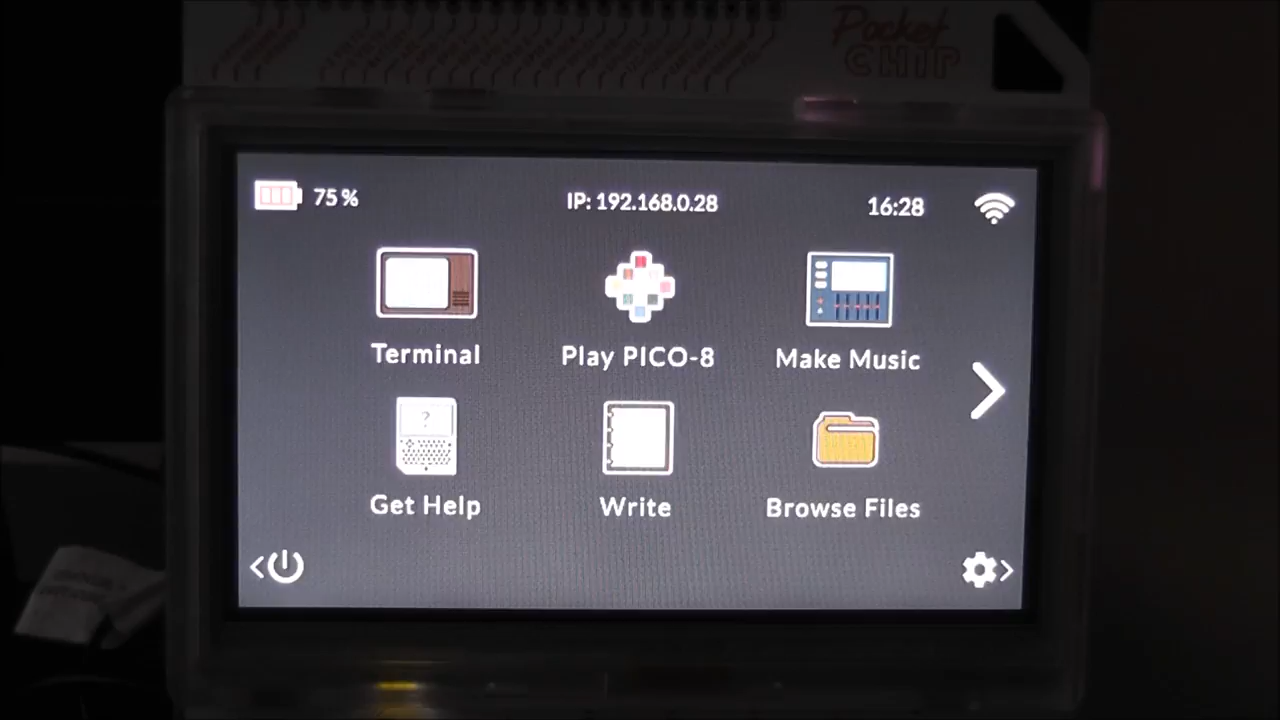 Pocket
CHIP
75%
IP: 192.168.0.28
16:28
Terminal
Play PICO-8
Make Music
?
Get Help
Write
Browse Files